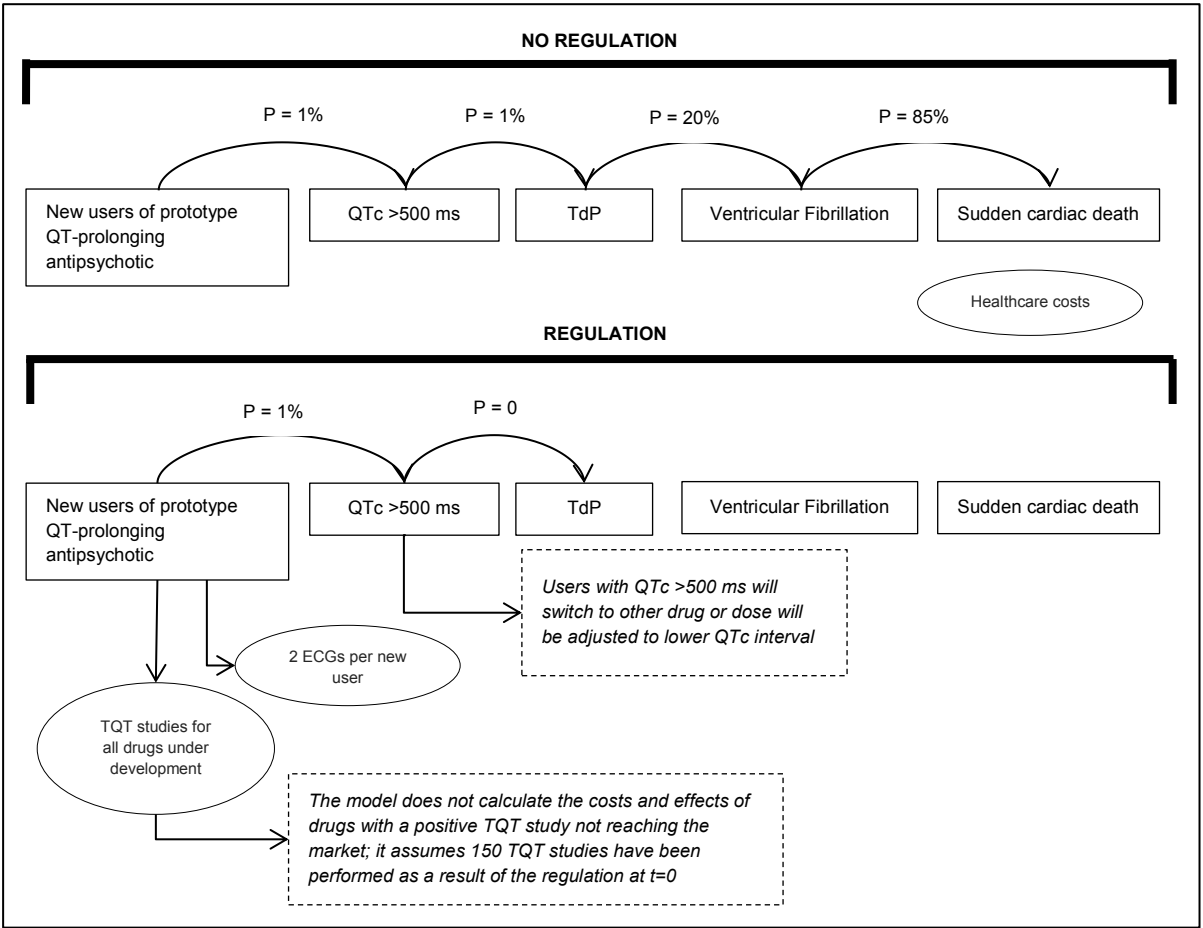 NO REGULATION
P = 1%
P = 1%
P = 20%
P = 85%
New users of prototype
QT-prolonging
antipsychotic
QTc >500 ms
TdP
Ventricular Fibrillation
Sudden cardiac death
Healthcare costs
REGULATION
P = 1%
P = 0
New users of prototype
QT-prolonging
antipsychotic
QTc >500 ms
TdP
Ventricular Fibrillation
Sudden cardiac death
Users with QTc >500 ms will
switch to other drug or dose will
be adjusted to lower QTc interval
2 ECGs per new
user
TQT studies for
all drugs under
development
The model does not calculate the costs and effects of
drugs with a positive TQT study not reaching the
market; it assumes 150 TQT studies have been
performed as a result of the regulation at t=0